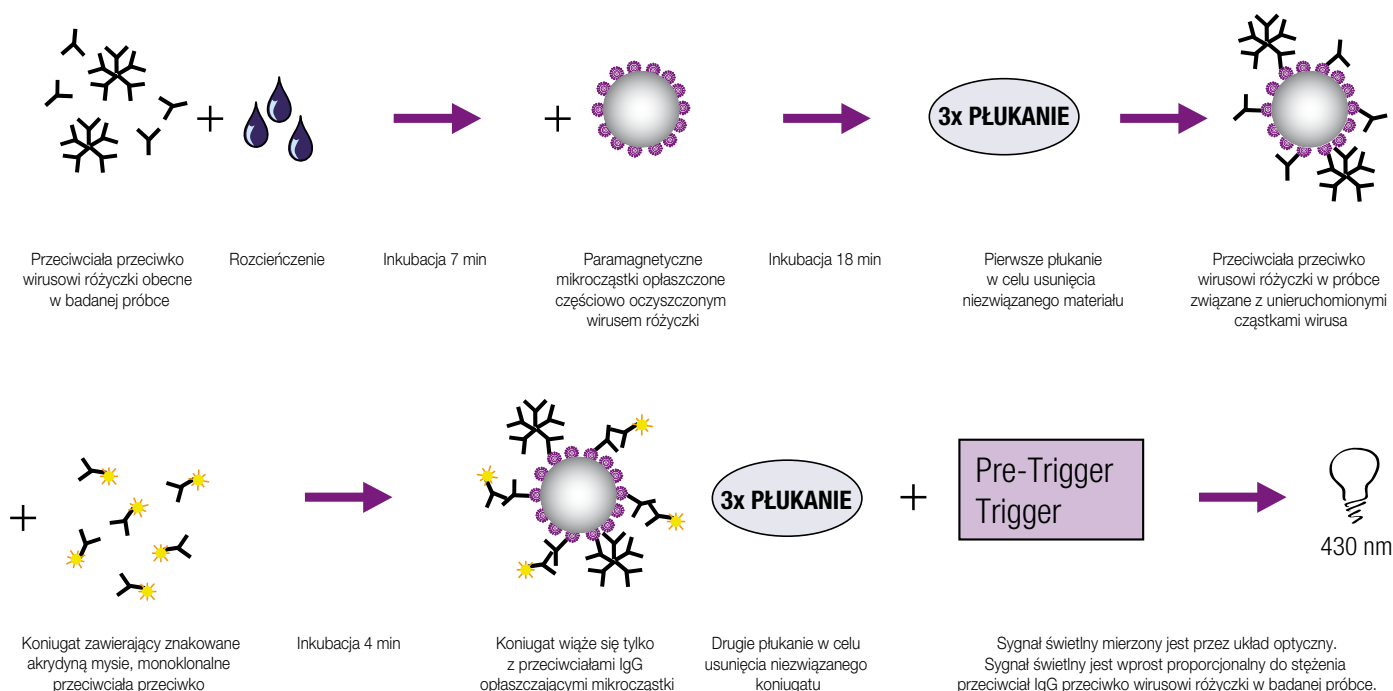 3x PŁUKANIE
Przeciwciała przeciwko
wirusowi różyczki obecne
w badanej próbce
Rozcieńczenie
Inkubacja 7 min
Paramagnetyczne
mikrocząstki opłaszczone
częściowo oczyszczonym
wirusem różyczki
Inkubacja 18 min
Pierwsze płukanie
w celu usunięcia
niezwiązanego materiału
Przeciwciała przeciwko
wirusowi różyczki w próbce
związane z unieruchomionymi
cząstkami wirusa
3x PŁUKANIE
Pre-Trigger
Trigger
430 nm
Koniugat zawierający znakowane
akrydyną mysie, monoklonalne
przeciwciała przeciwko
Inkubacja 4 min
Koniugat wiąże się tylko
z przeciwciałami IgG
opłaszczającymi mikrocząstki
Drugie płukanie w celu
usunięcia niezwiązanego
koniugatu
Sygnał świetlny mierzony jest przez układ optyczny.
Sygnał świetlny jest wprost proporcjonalny do stężenia
przeciwciał IgG przeciwko wirusowi różyczki w badanej próbce.